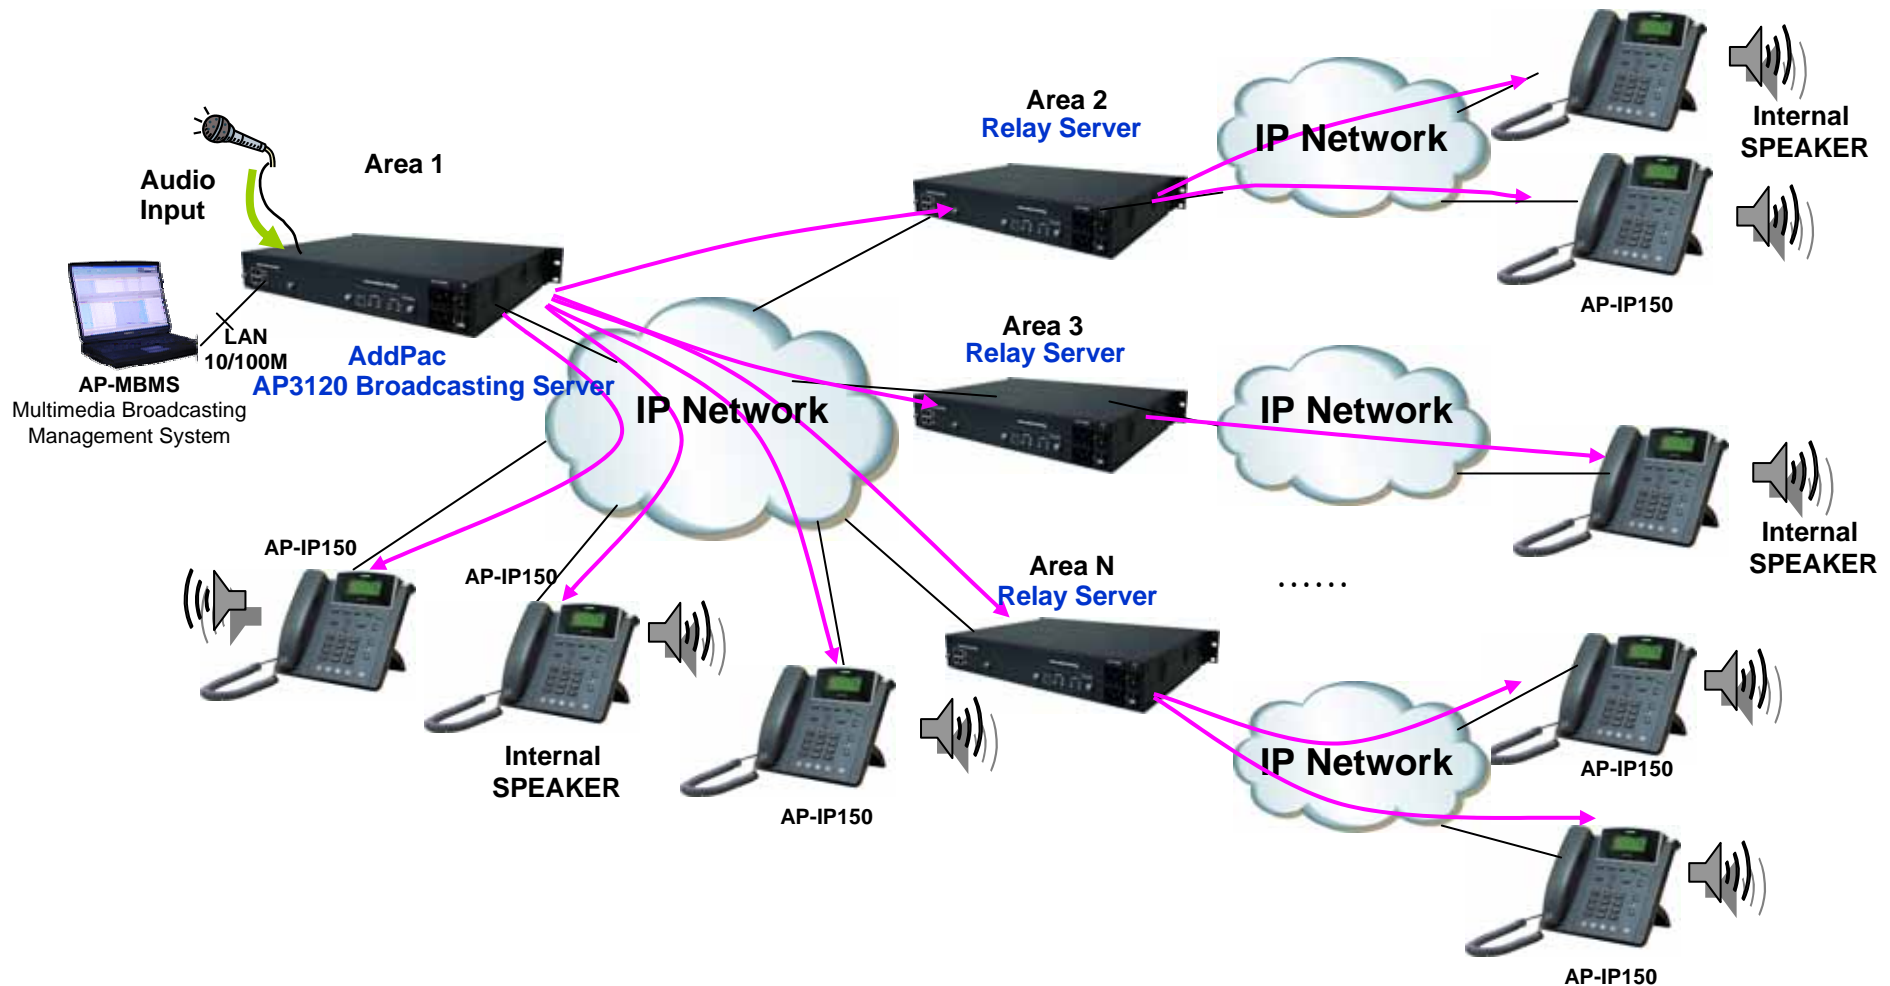 Area 1
Audio
Input
LAN
10/100M
AP-MBMS
Multimedia Broadcasting
Management System
AddPac
AP3120 Broadcasting Server
IP Network
AP-IP150
AP-IP150
Internal
SPEAKER
AP-IP150
Area 2
Relay Server
IP Network
Internal
SPEAKER
AP-IP150
Area 3
Relay Server
IP Network
Internal
SPEAKER
Area N
Relay Server
......
IP Network
AP-IP150
AP-IP150